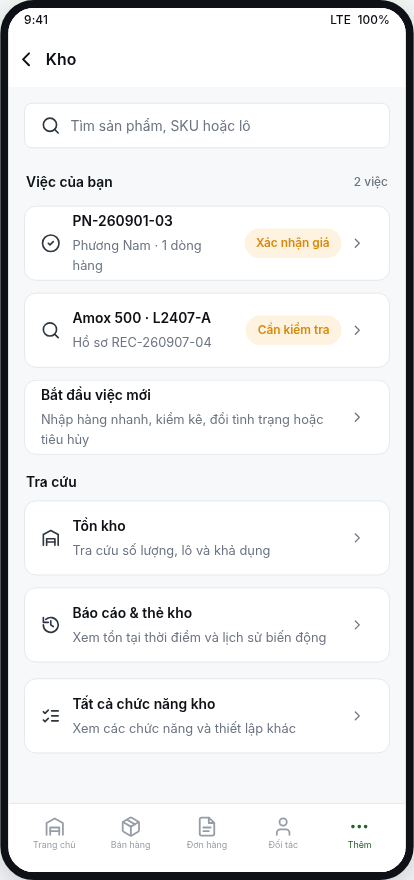 9:41
LTE 100%
Kho
Tìm sản phẩm, SKU hoặc lô
Việc của bạn
2 việc
PN-260901-03
Phương Nam · 1 dòng
hàng
Xác nhận giá
Amox 500 · L2407-A
Hồ sơ REC-260907-04
Cần kiểm tra
Bắt đầu việc mới
Nhập hàng nhanh, kiểm kê, đổi tình trạng hoặc
tiêu hủy
Tra cứu
Tồn kho
Tra cứu số lượng, lô và khả dụng
Báo cáo & thẻ kho
Xem tồn tại thời điểm và lịch sử biến động
Tất cả chức năng kho
Xem các chức năng và thiết lập khác
Trang chủ
Bán hàng
Đơn hàng
Đối tác
Thêm